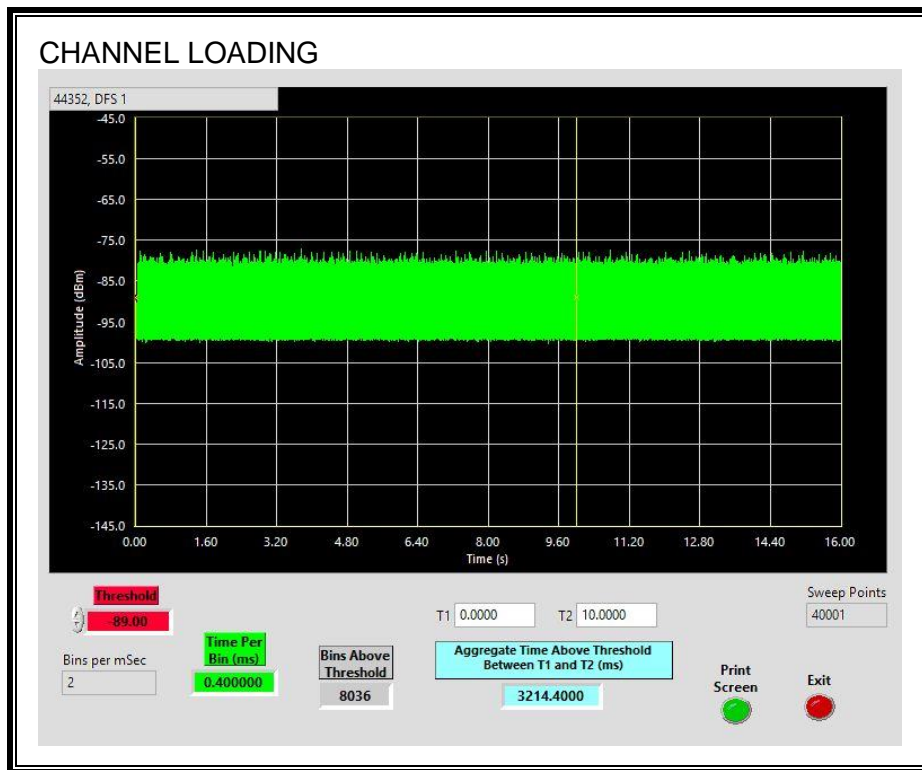 CHANNEL LOADING
44352, DFS 1
-45.0
-55.0
-65.0
-75.0
-85.0
-95.0
-105.0
-115.0
-125.0
-135.0
-145.0
Amplitude (dBm)
0.00 1.60 3.20 4.80 6.40 8.00 9.60 11.20 12.80 14.40 16.00
Time (s)
Threshold
-89.00
Bins per mSec
2
Time Per
Bin (ms)
0.400000
Bins Above
Threshold
8036
T1 0.0000 T2 10.0000
Aggregate Time Above Threshold
Between T1 and T2 (ms)
3214.4000
Sweep Points
40001
Print
Screen
Exit